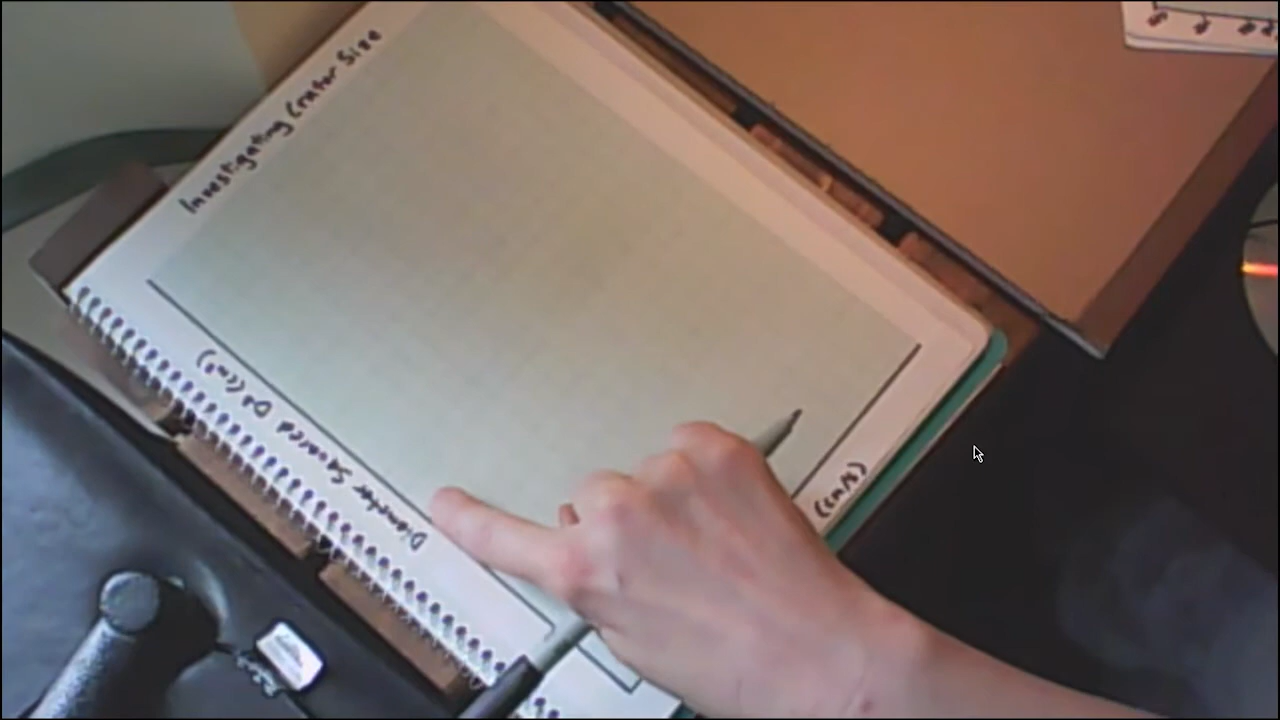 Investigating Crater Size
Diameter Squared D² (cm²)
(cm/s)